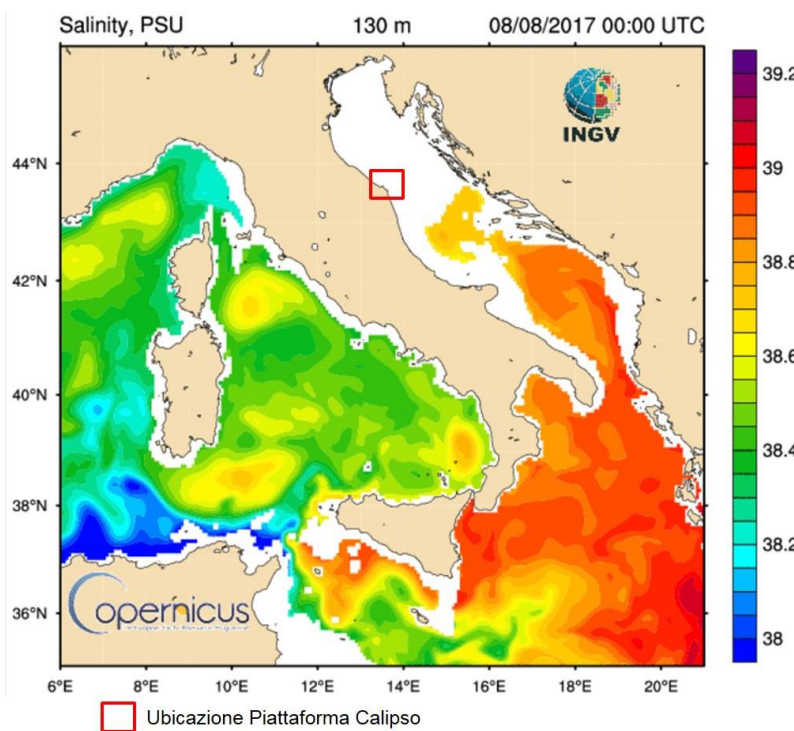 Salinity, PSU 130 m 08/08/2017 00:00 UTC
INGV
39.2
39
38.8
38.6
38.4
38.2
38
44°N
42°N
40°N
38°N
36°N
opernicus
6°E 8°E 10°E 12°E 14°E 16°E 18°E 20°E
Ubicazione Piattaforma Calipso